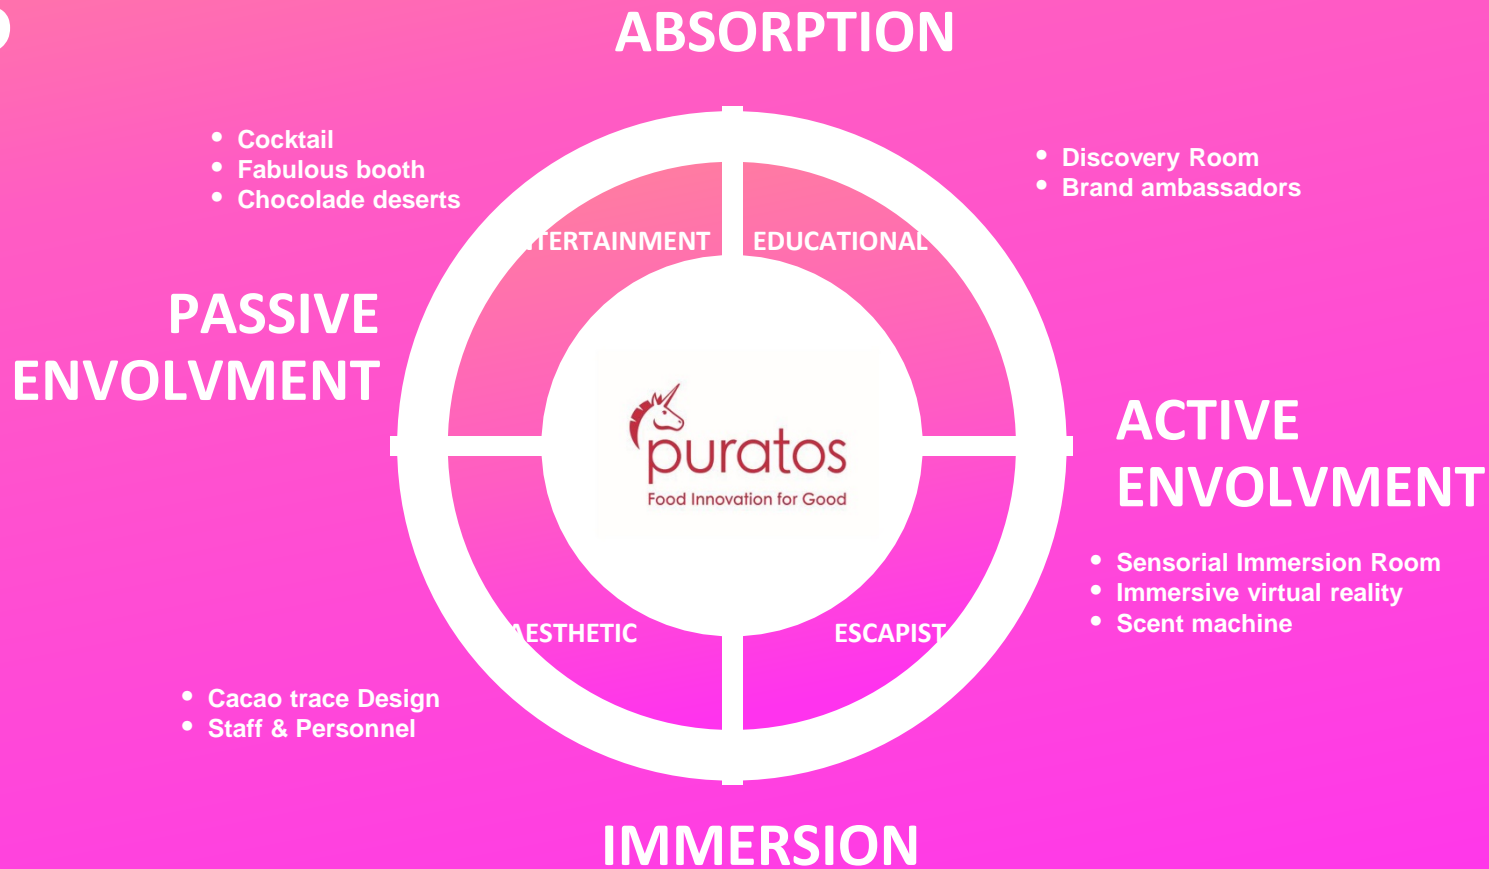 ABSORPTION
• Cocktail
• Fabulous booth
• Chocolade deserts
• Discovery Room
• Brand ambassadors
TERTAINMENT
EDUCATIONAL
PASSIVE
ENVOLVMENT
puratos
Food Innovation for Good
ACTIVE
ENVOLVMENT
• Sensorial Immersion Room
• Immersive virtual reality
• Scent machine
AESTHETIC
ESCAPIST
• Cacao trace Design
• Staff & Personnel
IMMERSION